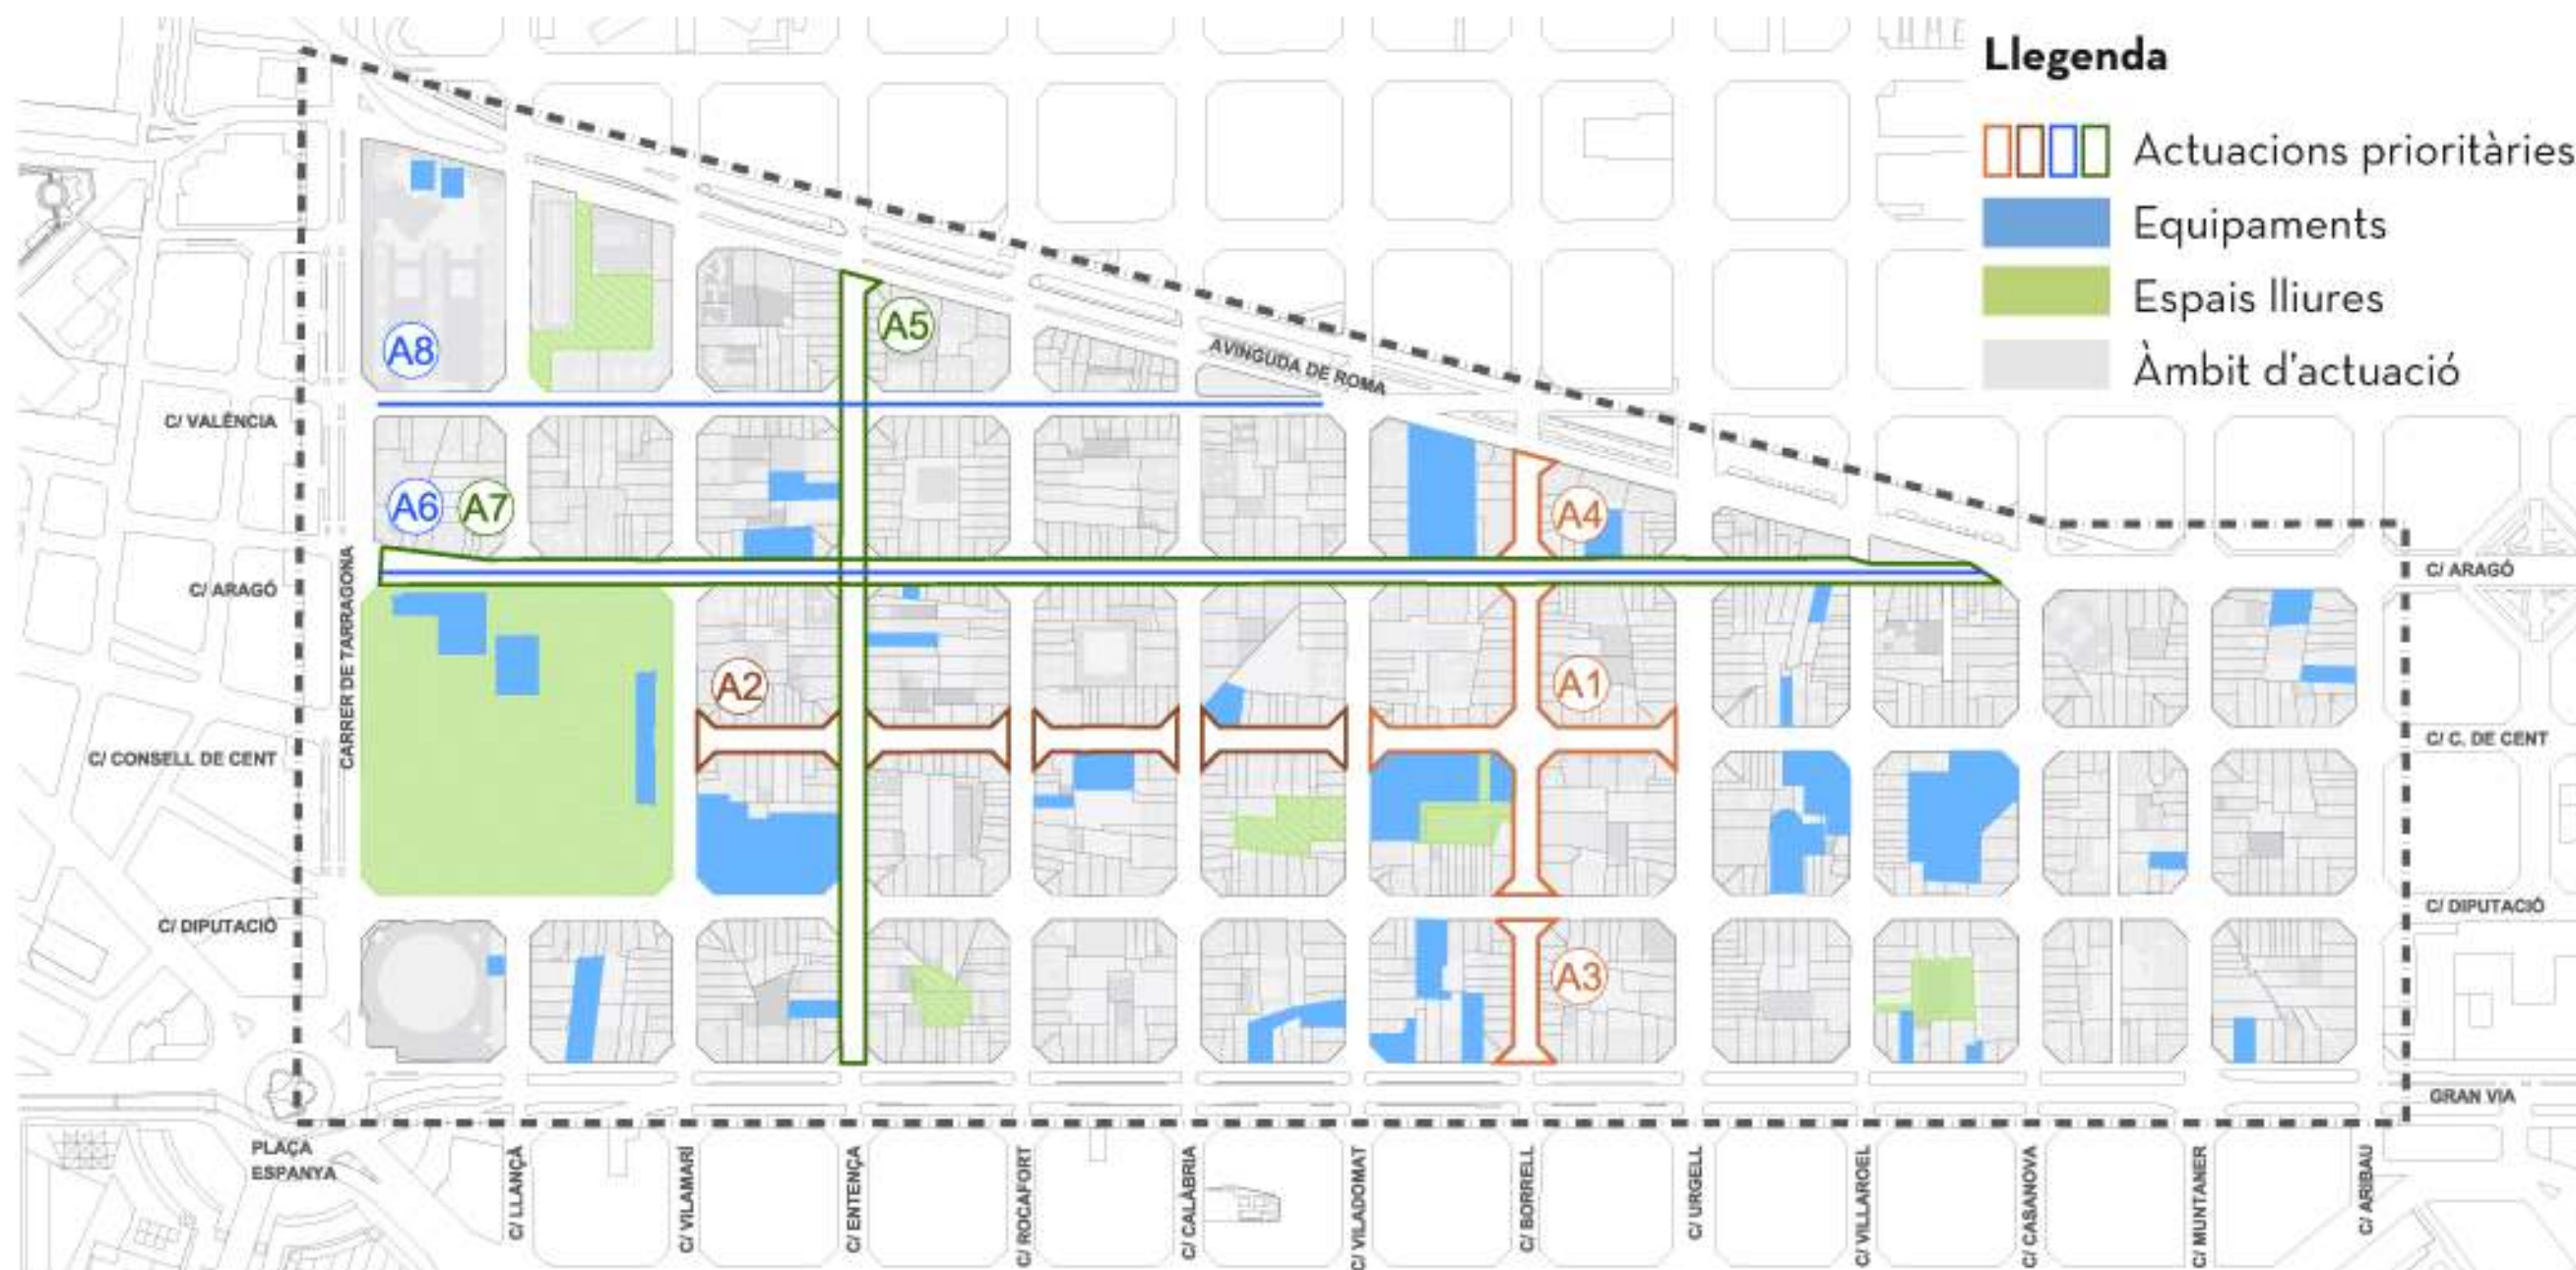 Llegenda
Actuacions prioritàries
Equipaments
Espais lliures
Àmbit d'actuació
A8
A5
AVINGUDA DE ROMA
C/ VALÈNCIA
A6
A7
A4
CARRER DE TARRAGONA
C/ ARAGÓ
C/ ARAGÓ
A2
A1
C/ CONSELL DE CENT
C/ C. DE CENT
C/ DIPUTACIÓ
C/ DIPUTACIÓ
A3
GRAN VIA
PLAÇA
ESPANYA
C/ LLANÇÀ
C/ VILAMARÍ
C/ ENTENÇA
C/ ROCAFORT
C/ CALÀBRIA
C/ VILADOMAT
C/ BORRELL
C/ URGELL
C/ VILLAROEL
C/ CASANOVA
C/ MUNTANER
C/ ARIBAU